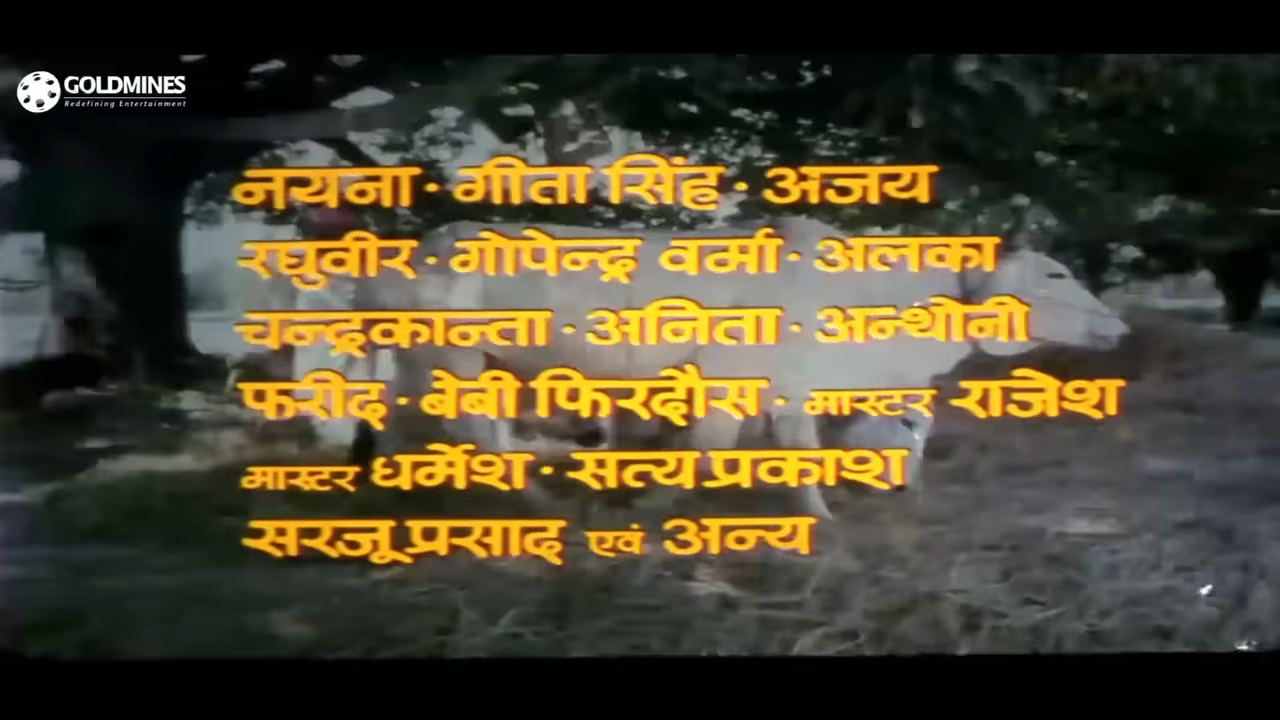 GOLDMINES
Redefining Entertainment
नयना · गीता सिंह · अजय
रघुवीर · गोपेन्द्र वर्मा · अलका
चन्द्रकान्ता · अनिता · अन्थोनी
फरीद · बेबी फिरदौस · मास्टर राजेश
मास्टर धर्मेश · सत्य प्रकाश
सरजू प्रसाद एवं अन्य